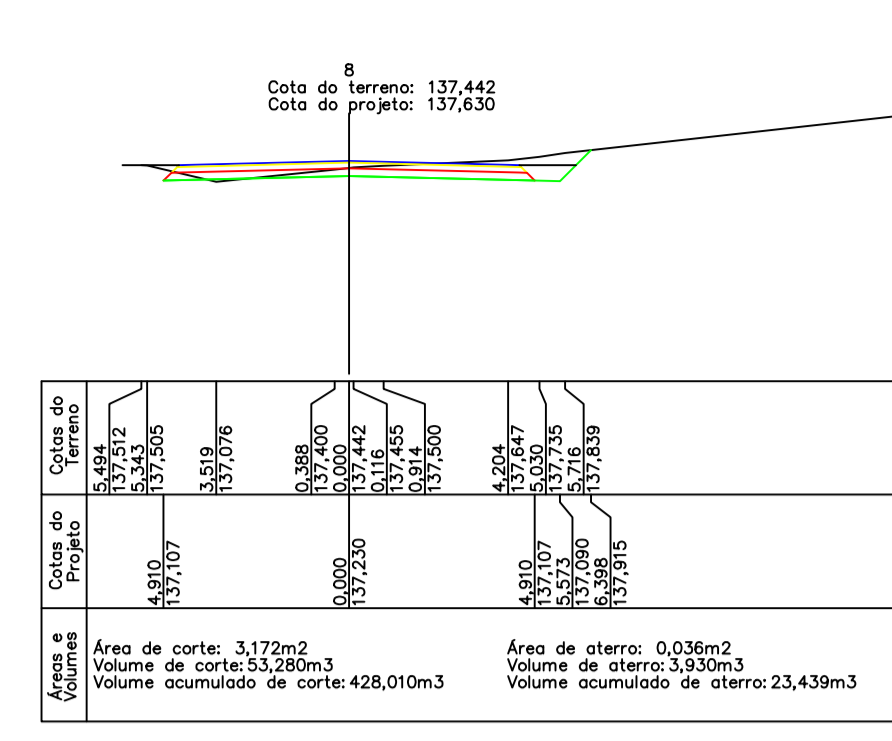 8
Cota do terreno: 137,442
Cota do projeto: 137,630
Cotas do
Terreno
5,494
137,512
5,343
137,505
3,519
137,076
0,388
137,400
0,000
137,442
0,116
137,455
0,914
137,500
4,204
137,647
5,030
137,735
5,716
137,839
Cotas do
Projeto
4,910
137,107
0,000
137,230
4,910
137,107
5,573
137,090
6,398
137,915
Áreas e
Volumes
Área de corte: 3,172m2
Volume de corte: 53,280m3
Volume acumulado de corte: 428,010m3
Área de aterro: 0,036m2
Volume de aterro: 3,930m3
Volume acumulado de aterro: 23,439m3